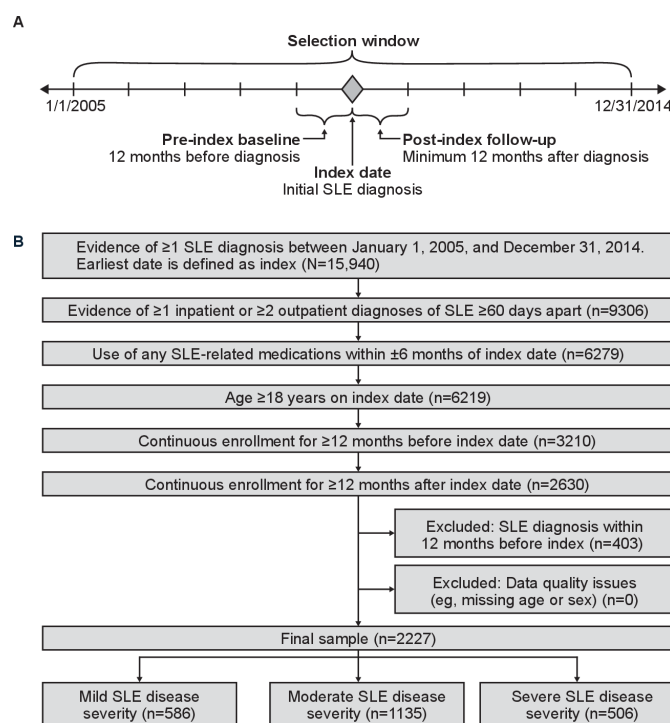 A
Selection window
1/1/2005
12/31/2014
Pre-index baseline
12 months before diagnosis
Post-index follow-up
Minimum 12 months after diagnosis
Index date
Initial SLE diagnosis
B
Evidence of ≥1 SLE diagnosis between January 1, 2005, and December 31, 2014.
Earliest date is defined as index (N=15,940)
Evidence of ≥1 inpatient or ≥2 outpatient diagnoses of SLE ≥60 days apart (n=9306)
Use of any SLE-related medications within ±6 months of index date (n=6279)
Age ≥18 years on index date (n=6219)
Continuous enrollment for ≥12 months before index date (n=3210)
Continuous enrollment for ≥12 months after index date (n=2630)
Excluded: SLE diagnosis within
12 months before index (n=403)
Excluded: Data quality issues
(eg, missing age or sex) (n=0)
Final sample (n=2227)
Mild SLE disease
severity (n=586)
Moderate SLE disease
severity (n=1135)
Severe SLE disease
severity (n=506)